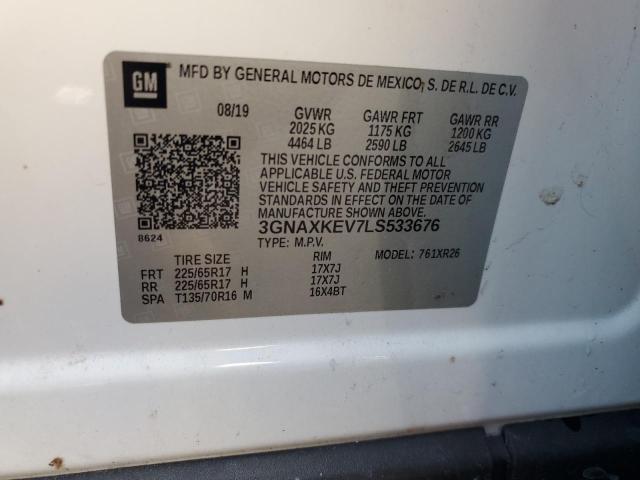 GM MFD BY GENERAL MOTORS DE MEXICO, S. DE R.L. DE C.V.
08/19 GVWR GAWR FRT GAWR RR
2025 KG 1175 KG 1200 KG
4464 LB 2590 LB 2645 LB
THIS VEHICLE CONFORMS TO ALL
APPLICABLE U.S. FEDERAL MOTOR
VEHICLE SAFETY AND THEFT PREVENTION
STANDARDS IN EFFECT ON THE DATE OF
MANUFACTURE SHOWN ABOVE.
3GNAXKEV7LS533676
8624 TYPE: M.P.V. MODEL: 761XR26
TIRE SIZE RIM
FRT 225/65R17 H 17X7J
RR 225/65R17 H 17X7J
SPA T135/70R16 M 16X4BT